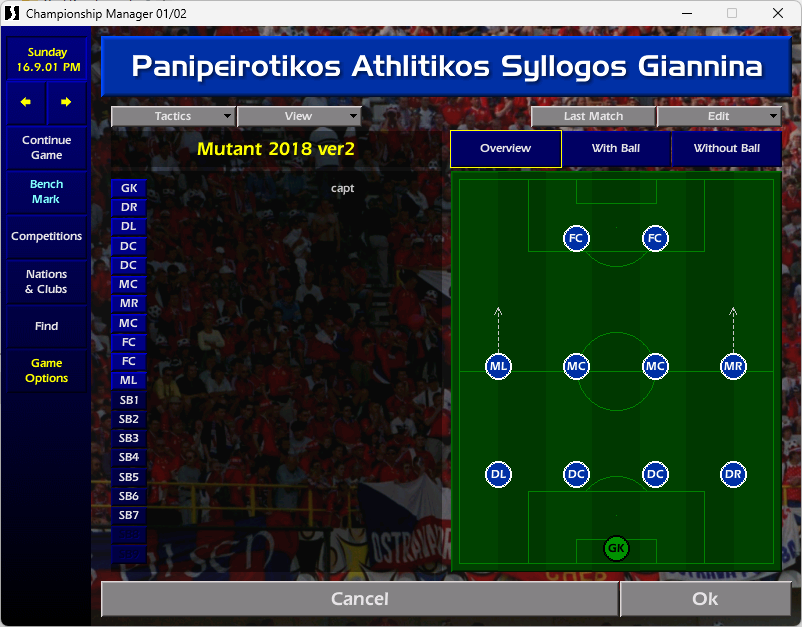 Championship Manager 01/02
Sunday
16.9.01 PM
Continue
Game
Bench
Mark
Competitions
Nations
& Clubs
Find
Game
Options
Panipeirotikos Athlitikos Syllogos Giannina
Tactics
View
Last Match
Edit
Mutant 2018 ver2
Overview
With Ball
Without Ball
GK capt
DR
DL
DC
DC
MC
MR
MC
FC
FC
ML
SB1
SB2
SB3
SB4
SB5
SB6
SB7
FC FC
ML MC MC MR
DL DC DC DR
GK
Cancel
Ok